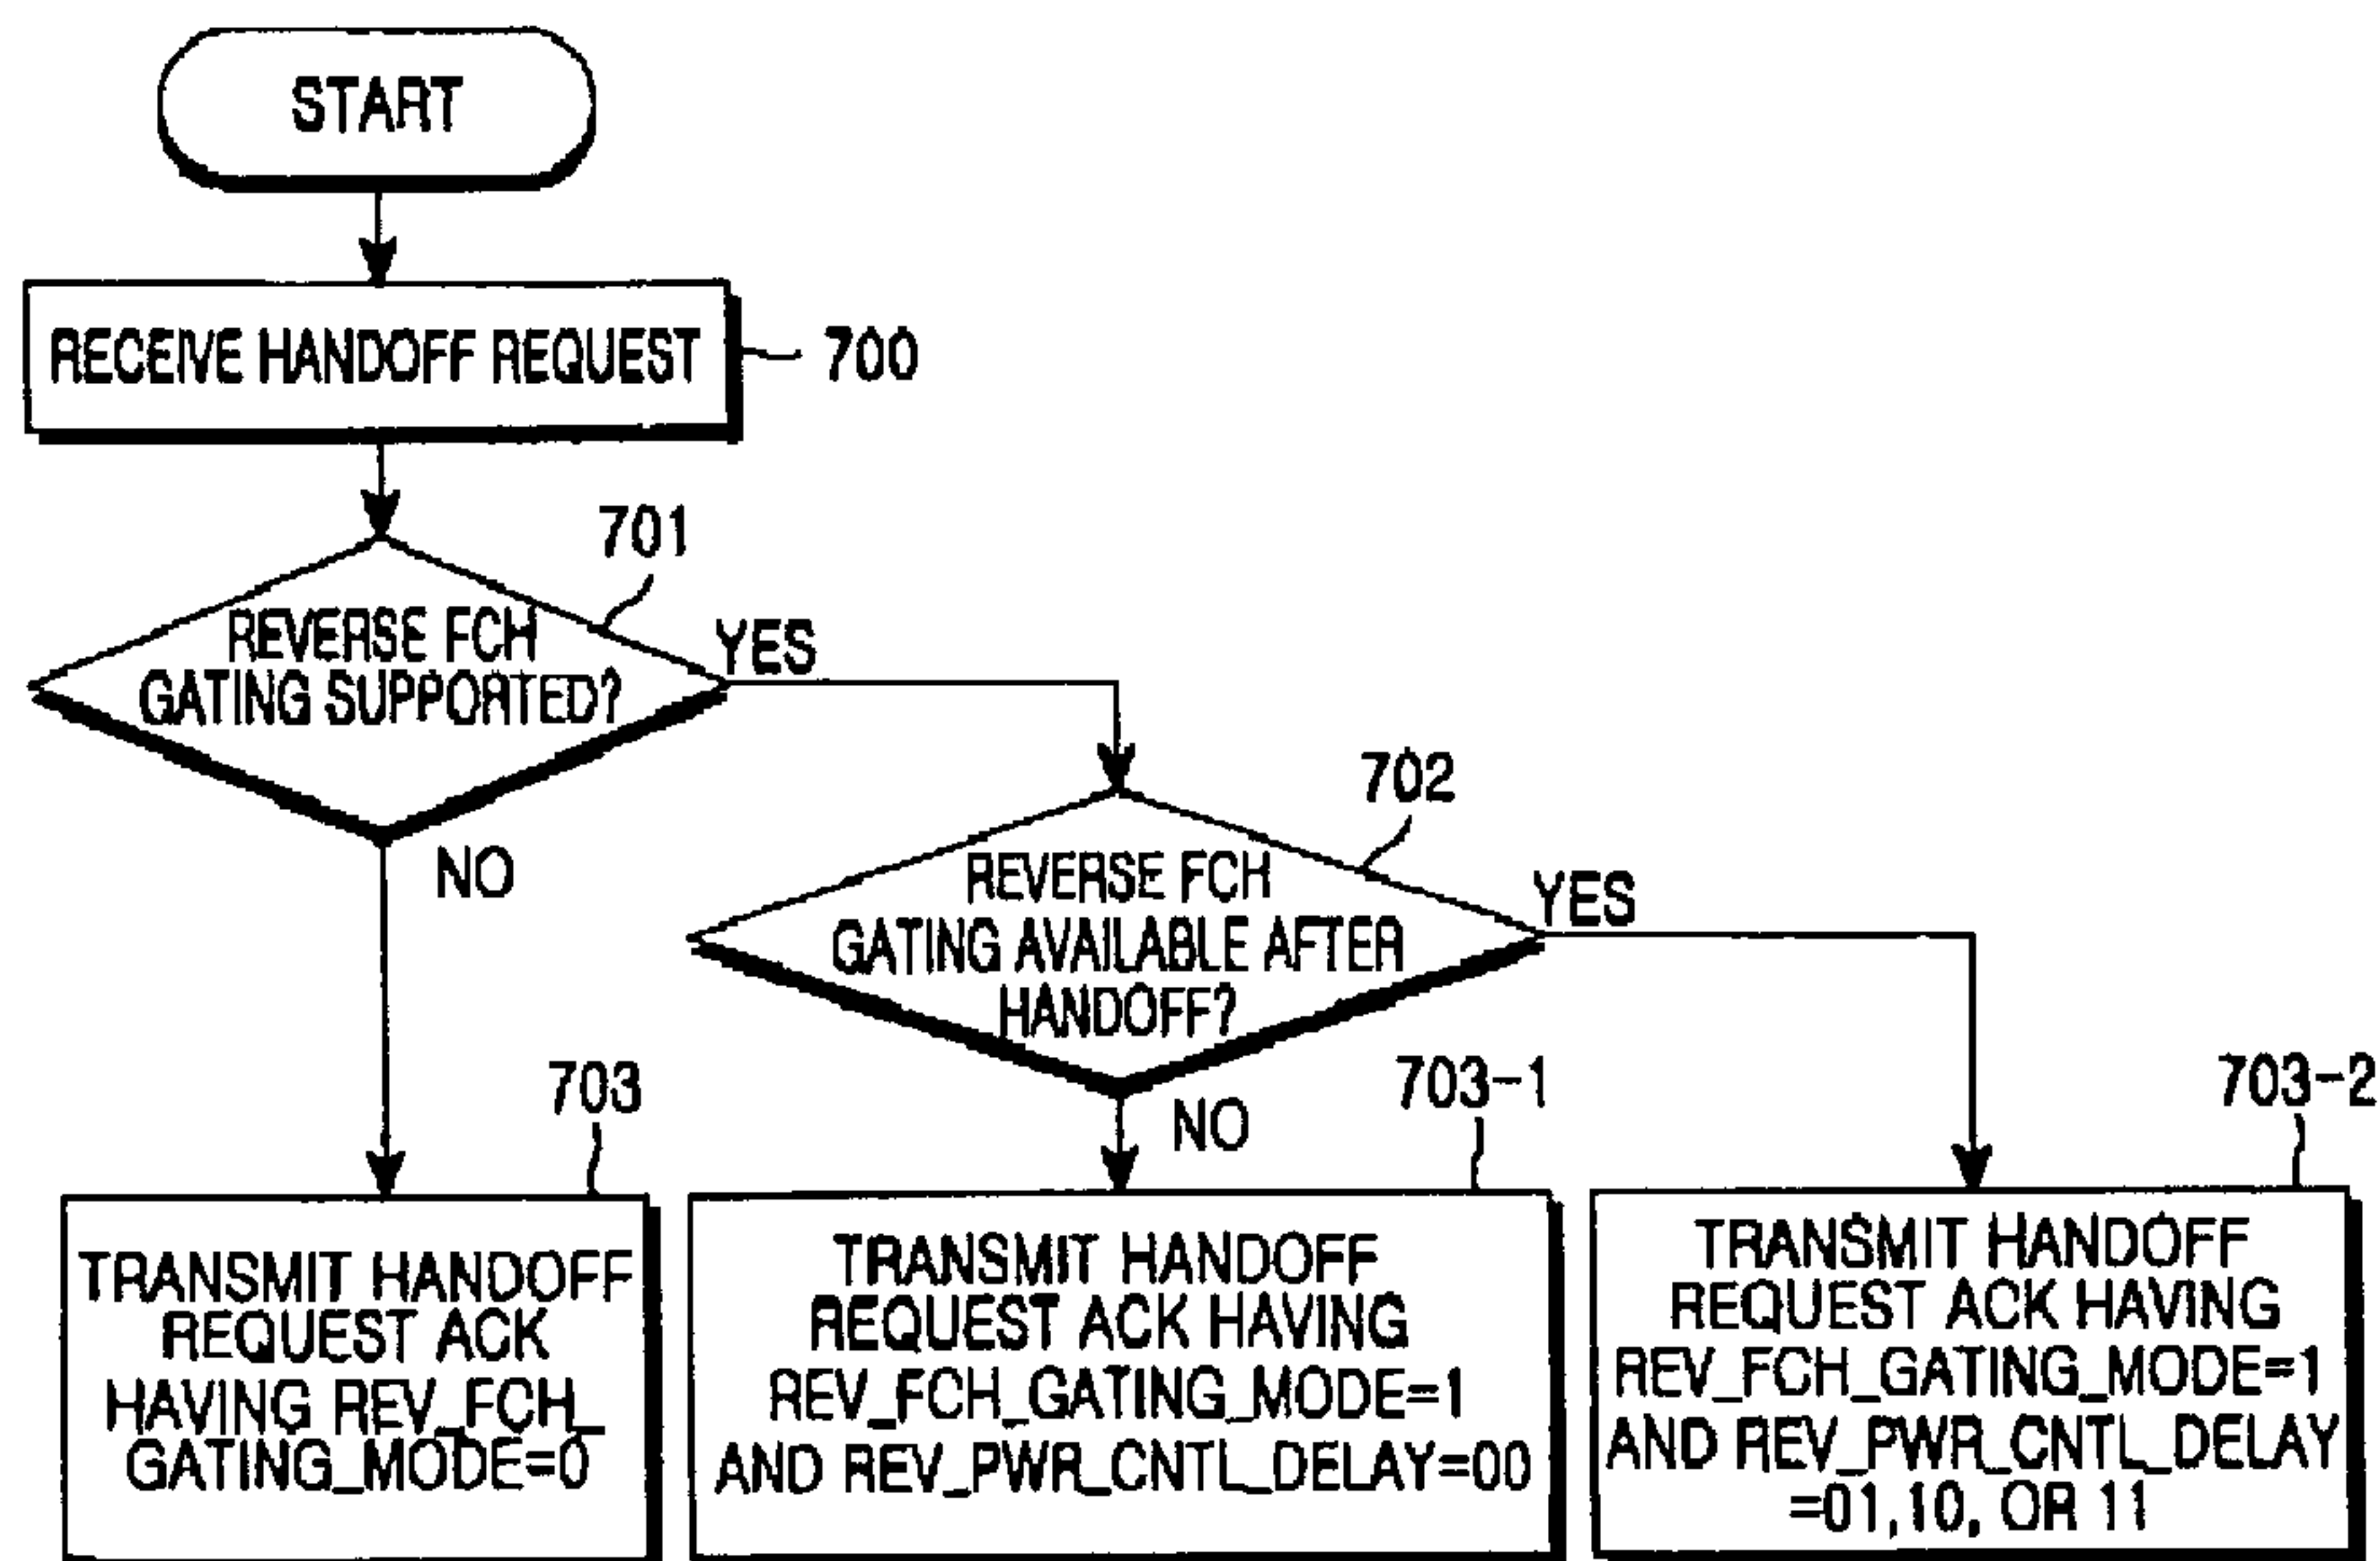 START
RECEIVE HANDOFF REQUEST
700
701
REVERSE FCH
GATING SUPPORTED?
YES
NO
702
REVERSE FCH
GATING AVAILABLE AFTER
HANDOFF?
YES
NO
703
TRANSMIT HANDOFF
REQUEST ACK
HAVING REV_FCH_
GATING_MODE=0
703-1
TRANSMIT HANDOFF
REQUEST ACK HAVING
REV_FCH_GATING_MODE=1
AND REV_PWR_CNTL_DELAY=00
703-2
TRANSMIT HANDOFF
REQUEST ACK HAVING
REV_FCH_GATING_MODE=1
AND REV_PWR_CNTL_DELAY
=01,10, OR 11